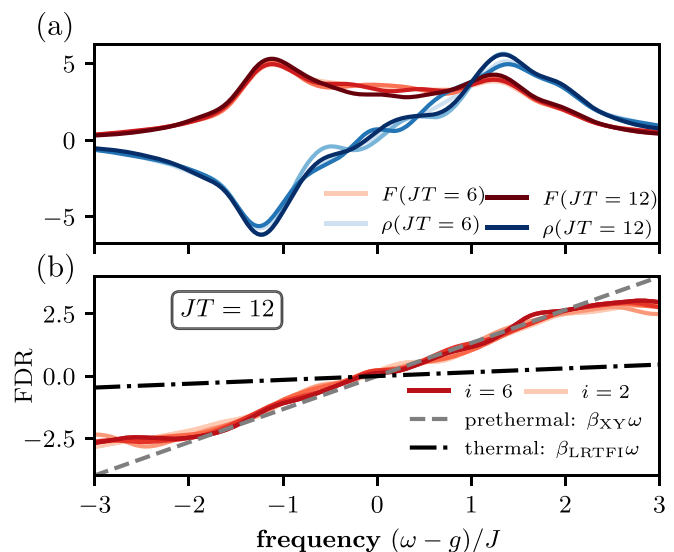 (a)
5
0
−5
F(JT = 6)
F(JT = 12)
ρ(JT = 6)
ρ(JT = 12)
(b)
JT = 12
FDR
2.5
0.0
−2.5
i = 6
i = 2
prethermal: β_XY ω
thermal: β_LRTFI ω
−3 −2 −1 0 1 2 3
frequency (ω − g)/J